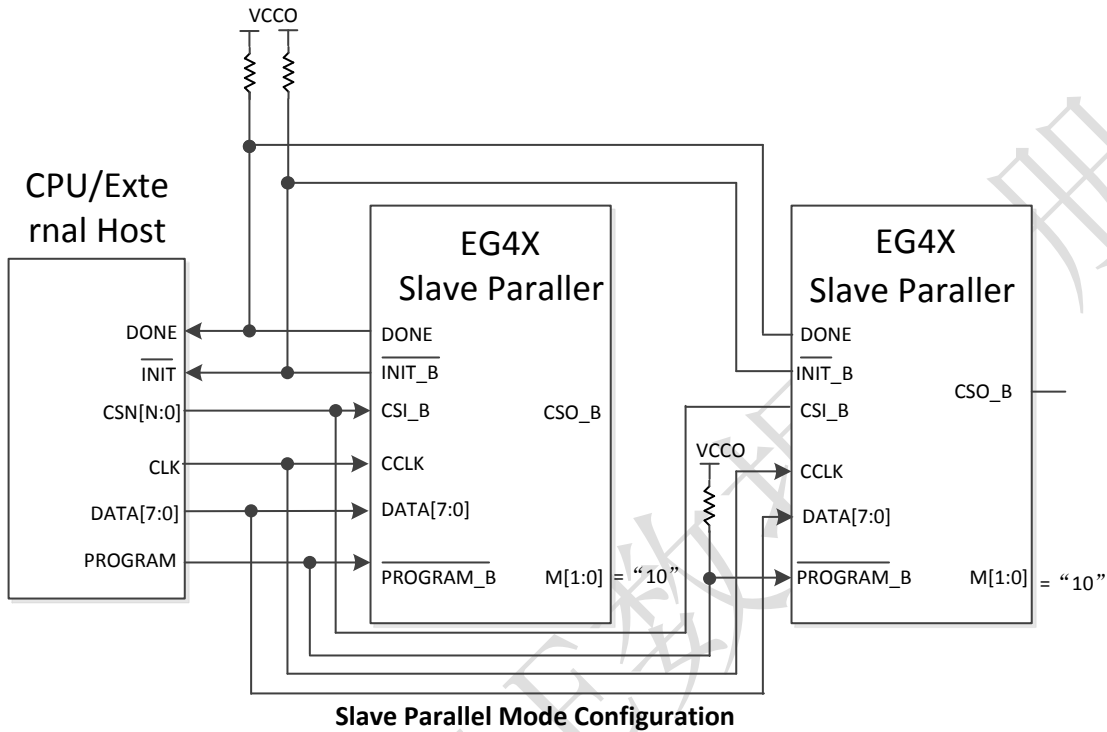 VCCO
CPU/Exte
rnal Host
DONE
INIT
CSN[N:0]
CLK
DATA[7:0]
PROGRAM
EG4X
Slave Paraller
DONE
INIT_B
CSI_B
CSO_B
CCLK
DATA[7:0]
PROGRAM_B
M[1:0] = “10”
VCCO
EG4X
Slave Paraller
DONE
INIT_B
CSI_B
CSO_B
CCLK
DATA[7:0]
PROGRAM_B
M[1:0] = “10”
Slave Parallel Mode Configuration